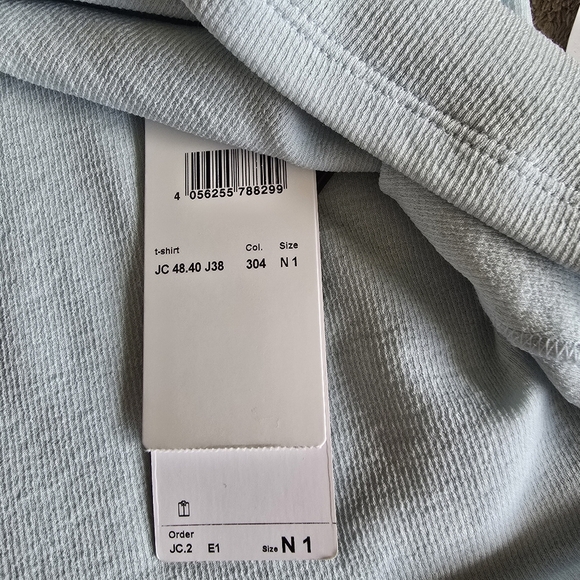 4 056255 788299
t-shirt Col. Size
JC 48.40 J38 304 N 1
Order
JC.2 E1 Size N 1